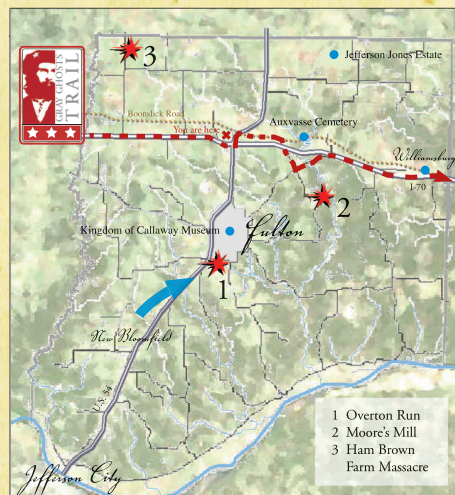 3
Jefferson Jones Estate
GRAY GHOSTS
TRAIL
Boonslick Road
You are here
Auxvasse Cemetery
Williamsburg
I-70
2
Kingdom of Callaway Museum
Fulton
1
New Bloomfield
U.S. 54
Jefferson City
1 Overton Run
2 Moore's Mill
3 Ham Brown
Farm Massacre